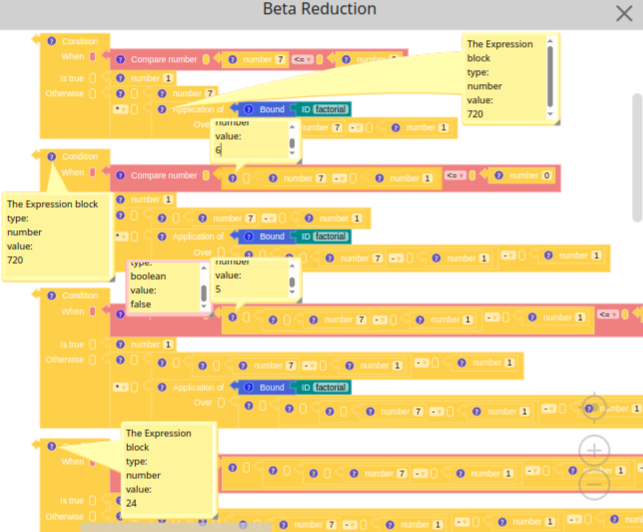 Beta Reduction
Condition
When Compare number number 7 <= number
Is true number 1
Otherwise number 7
* Application of Bound ID factorial
Over number 7 - number 1
The Expression
block
type:
number
value:
720
number
value:
6
Condition
When Compare number number 7 - number 1 <= number 0
number 1
number 7 - number 1
* Application of Bound ID factorial
Over number 7 - number 1 - number 1
The Expression block
type:
number
value:
720
type:
boolean
value:
false
number
value:
5
Condition
When number 7 - number 1 - number 1 <=
Is true number 1
Otherwise number 7 - number 1 - number 1
* Application of Bound ID factorial
Over number 7 - number 1 - number 1 - number 1
The Expression
block
type:
number
value:
24
When number 7 - number 1 - number 1 - number 1
Is true
Otherwise number 7 - number 1 - number 1